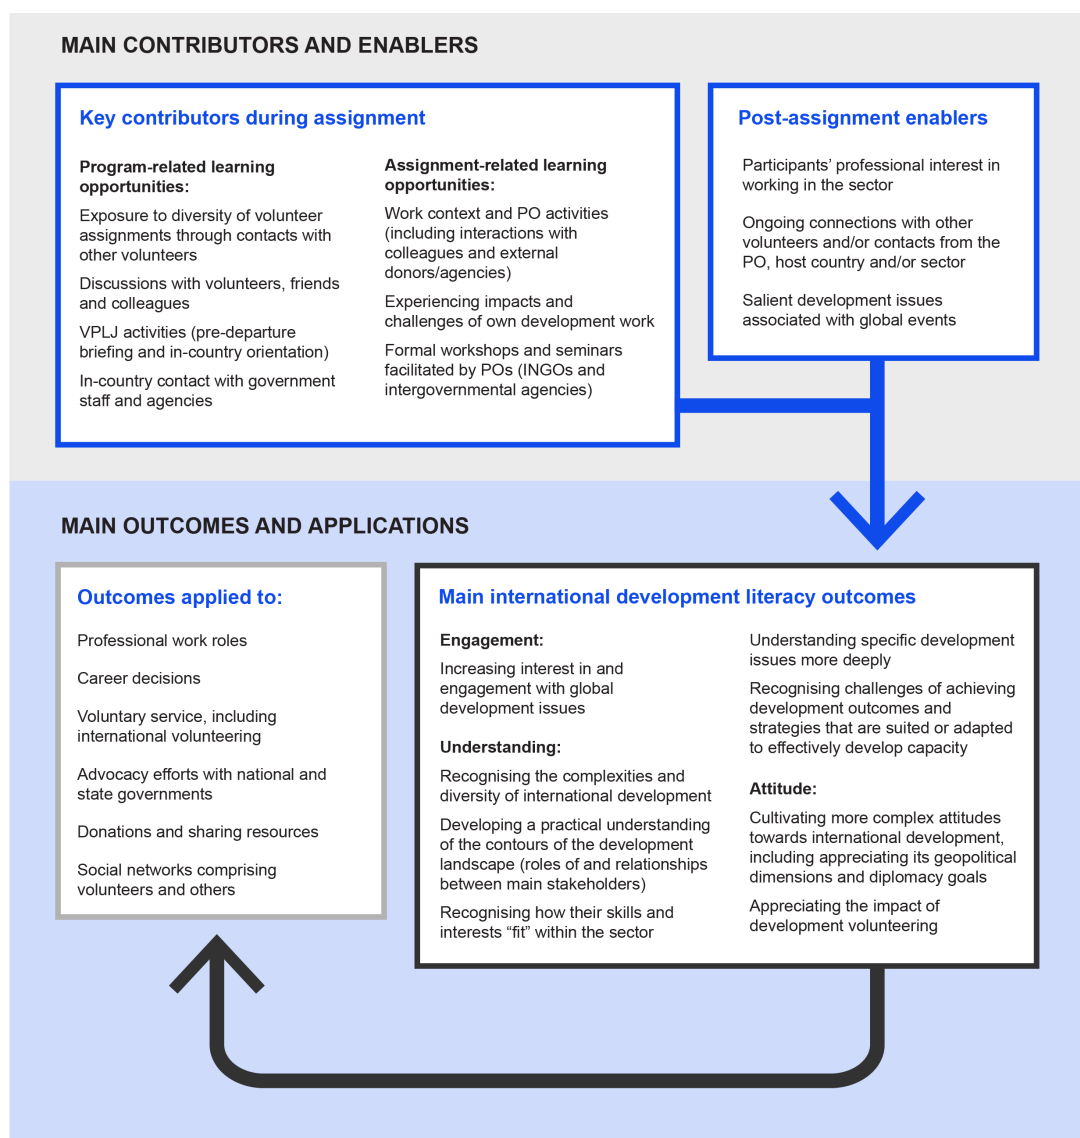 MAIN CONTRIBUTORS AND ENABLERS
Key contributors during assignment
Program-related learning
opportunities:
Exposure to diversity of volunteer
assignments through contacts with
other volunteers
Discussions with volunteers, friends
and colleagues
VPLJ activities (pre-departure
briefing and in-country orientation)
In-country contact with government
staff and agencies
Assignment-related learning
opportunities:
Work context and PO activities
(including interactions with
colleagues and external
donors/agencies)
Experiencing impacts and
challenges of own development work
Formal workshops and seminars
facilitated by POs (INGOs and
intergovernmental agencies)
Post-assignment enablers
Participants’ professional interest in
working in the sector
Ongoing connections with other
volunteers and/or contacts from the
PO, host country and/or sector
Salient development issues
associated with global events
MAIN OUTCOMES AND APPLICATIONS
Outcomes applied to:
Professional work roles
Career decisions
Voluntary service, including
international volunteering
Advocacy efforts with national and
state governments
Donations and sharing resources
Social networks comprising
volunteers and others
Main international development literacy outcomes
Engagement:
Increasing interest in and
engagement with global
development issues
Understanding:
Recognising the complexities and
diversity of international development
Developing a practical understanding
of the contours of the development
landscape (roles of and relationships
between main stakeholders)
Recognising how their skills and
interests “fit” within the sector
Understanding specific development
issues more deeply
Recognising challenges of achieving
development outcomes and
strategies that are suited or adapted
to effectively develop capacity
Attitude:
Cultivating more complex attitudes
towards international development,
including appreciating its geopolitical
dimensions and diplomacy goals
Appreciating the impact of
development volunteering